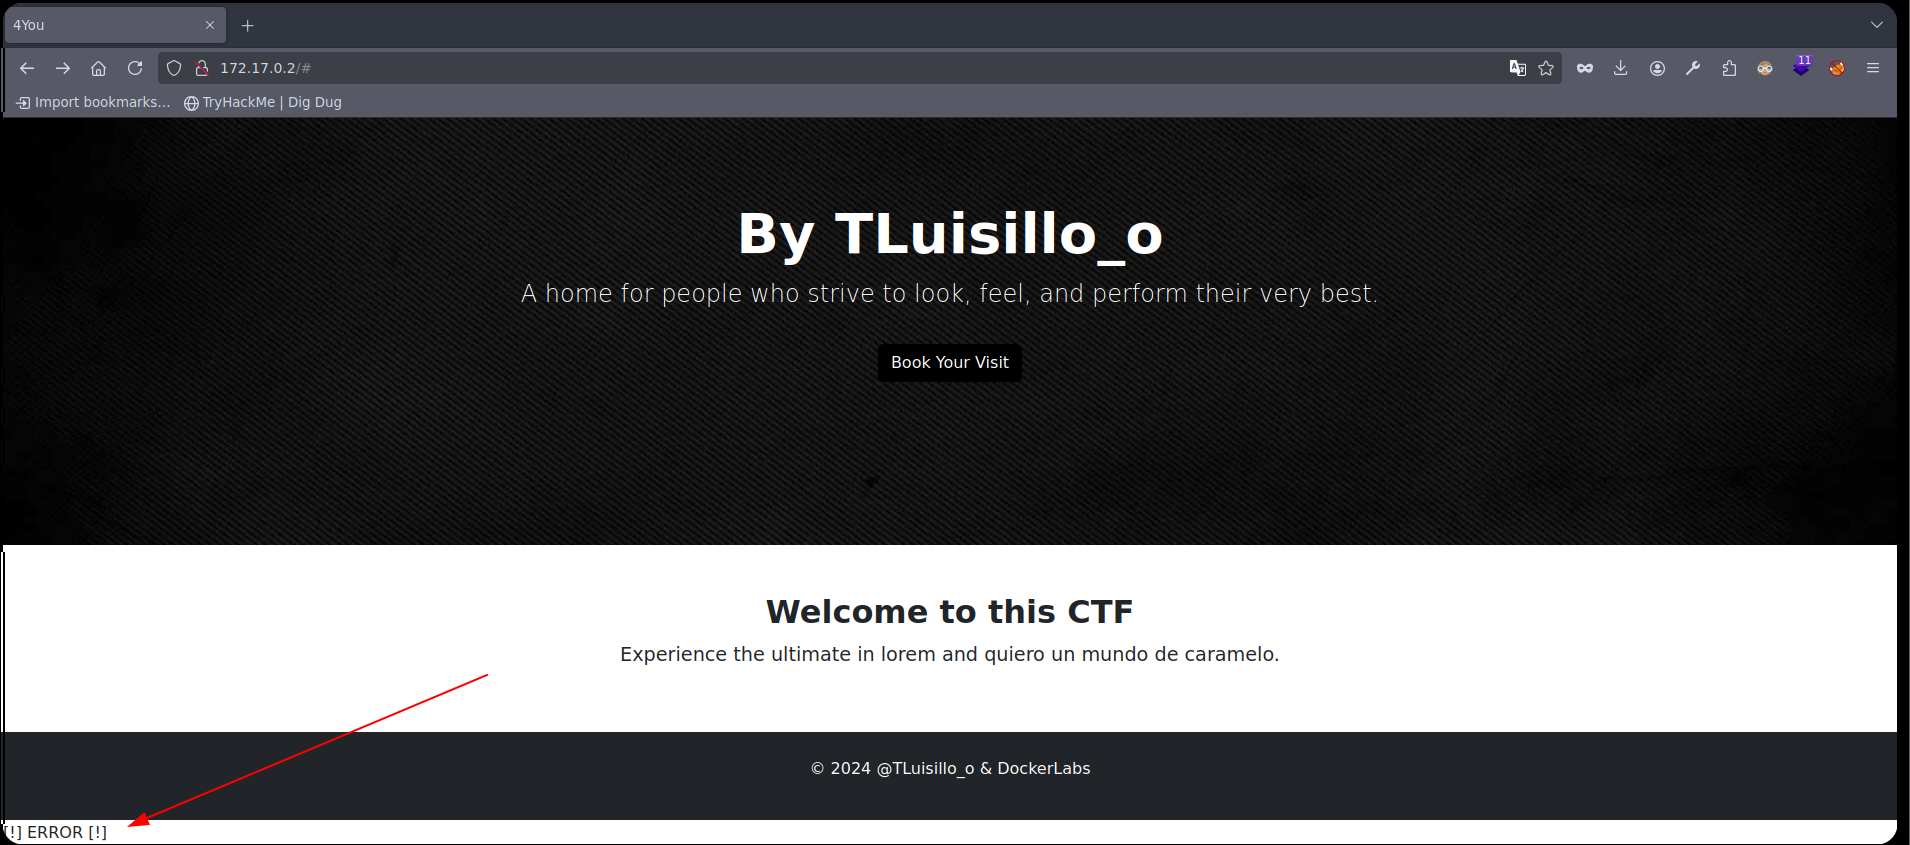 4You
172.17.0.2/#
11
Import bookmarks... TryHackMe | Dig Dug
By TLuisillo_o
A home for people who strive to look, feel, and perform their very best.
Book Your Visit
Welcome to this CTF
Experience the ultimate in lorem and quiero un mundo de caramelo.
© 2024 @TLuisillo_o & DockerLabs
[!] ERROR [!]